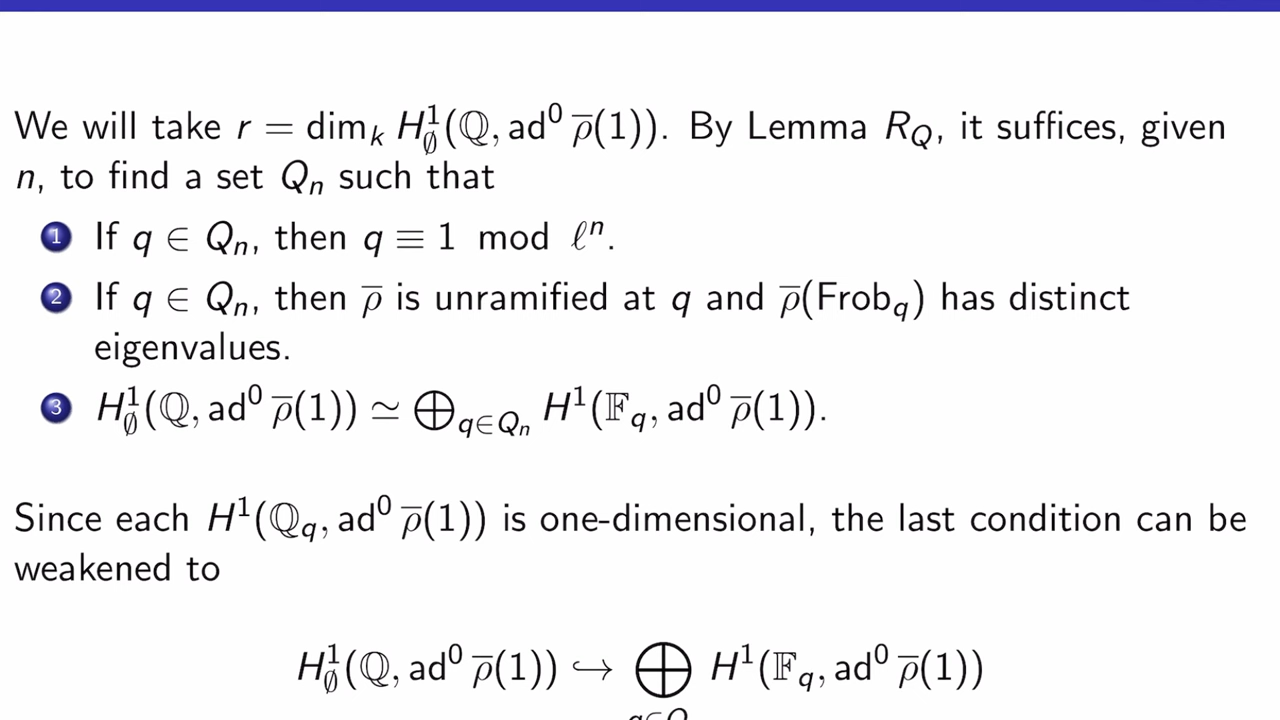 We will take r = dim_k H^1_∅(ℚ, ad^0 ρ̅(1)). By Lemma R_Q, it suffices, given
n, to find a set Q_n such that
1 If q ∈ Q_n, then q ≡ 1 mod ℓ^n.
2 If q ∈ Q_n, then ρ̅ is unramified at q and ρ̅(Frob_q) has distinct
eigenvalues.
3 H^1_∅(ℚ, ad^0 ρ̅(1)) ≃ ⨁_{q∈Q_n} H^1(𝔽_q, ad^0 ρ̅(1)).
Since each H^1(ℚ_q, ad^0 ρ̅(1)) is one-dimensional, the last condition can be
weakened to
H^1_∅(ℚ, ad^0 ρ̅(1)) ↪ ⨁ H^1(𝔽_q, ad^0 ρ̅(1))